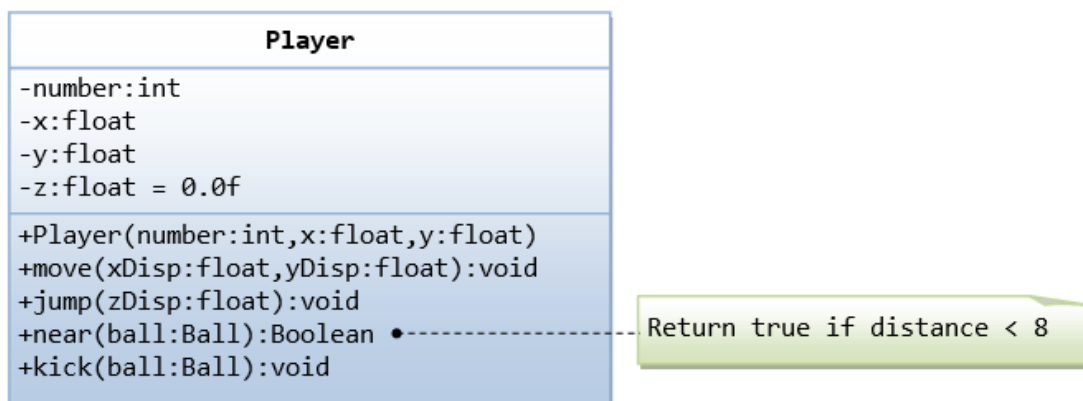 Player
-number:int
-x:float
-y:float
-z:float = 0.0f
+Player(number:int,x:float,y:float)
+move(xDisp:float,yDisp:float):void
+jump(zDisp:float):void
+near(ball:Ball):Boolean
Return true if distance < 8
+kick(ball:Ball):void